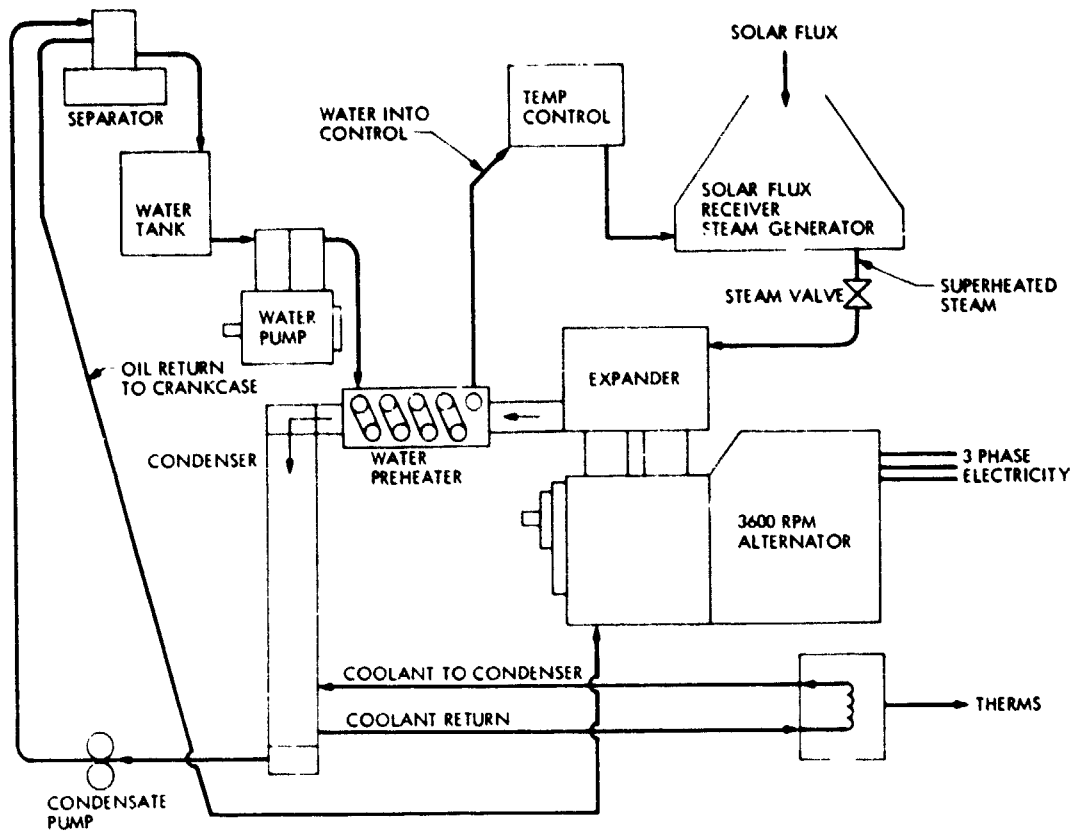 SOLAR FLUX
SEPARATOR
WATER INTO
CONTROL
TEMP
CONTROL
WATER
TANK
SOLAR FLUX
RECEIVER
STEAM GENERATOR
STEAM VALVE
SUPERHEATED
STEAM
WATER
PUMP
OIL RETURN
TO CRANKCASE
EXPANDER
CONDENSER
WATER
PREHEATER
3 PHASE
ELECTRICITY
3600 RPM
ALTERNATOR
COOLANT TO CONDENSER
COOLANT RETURN
THERMS
CONDENSATE
PUMP